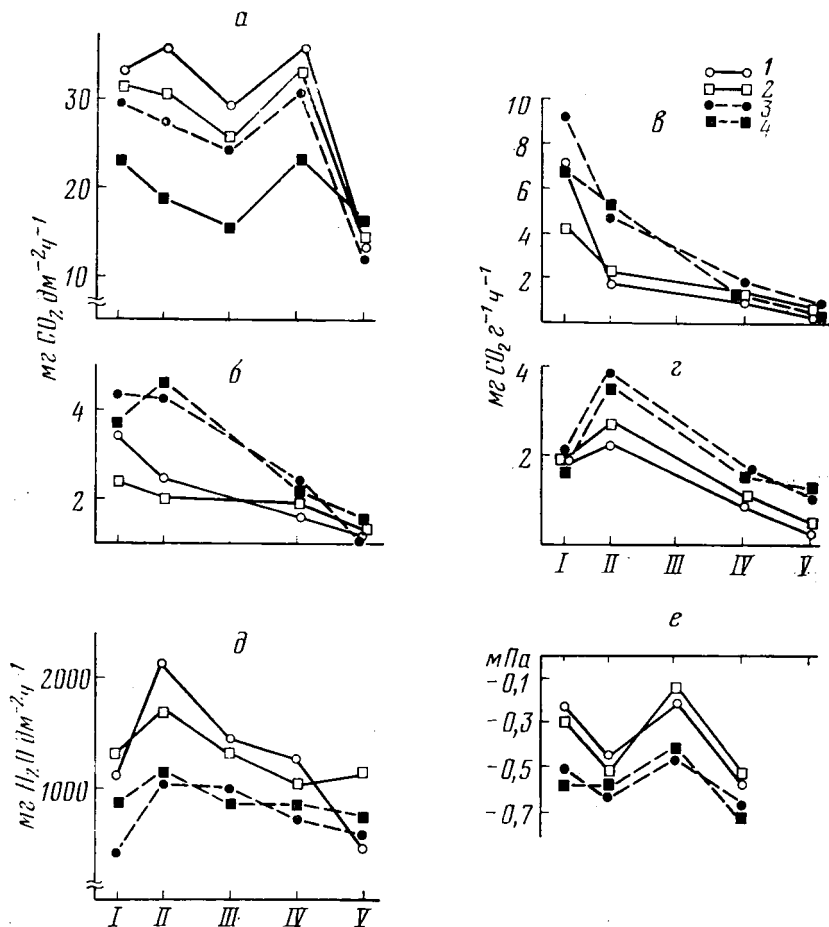 а
30
20
10
мг CO₂ дм⁻²ч⁻¹
в
1
2
3
4
10
8
6
4
2
мг CO₂ г⁻¹ ч⁻¹
б
4
2
г
4
2
I II III IV V
д
2000
1000
мг H₂O дм⁻²ч⁻¹
I II III IV V
е
мПа
-0,1
-0,3
-0,5
-0,7